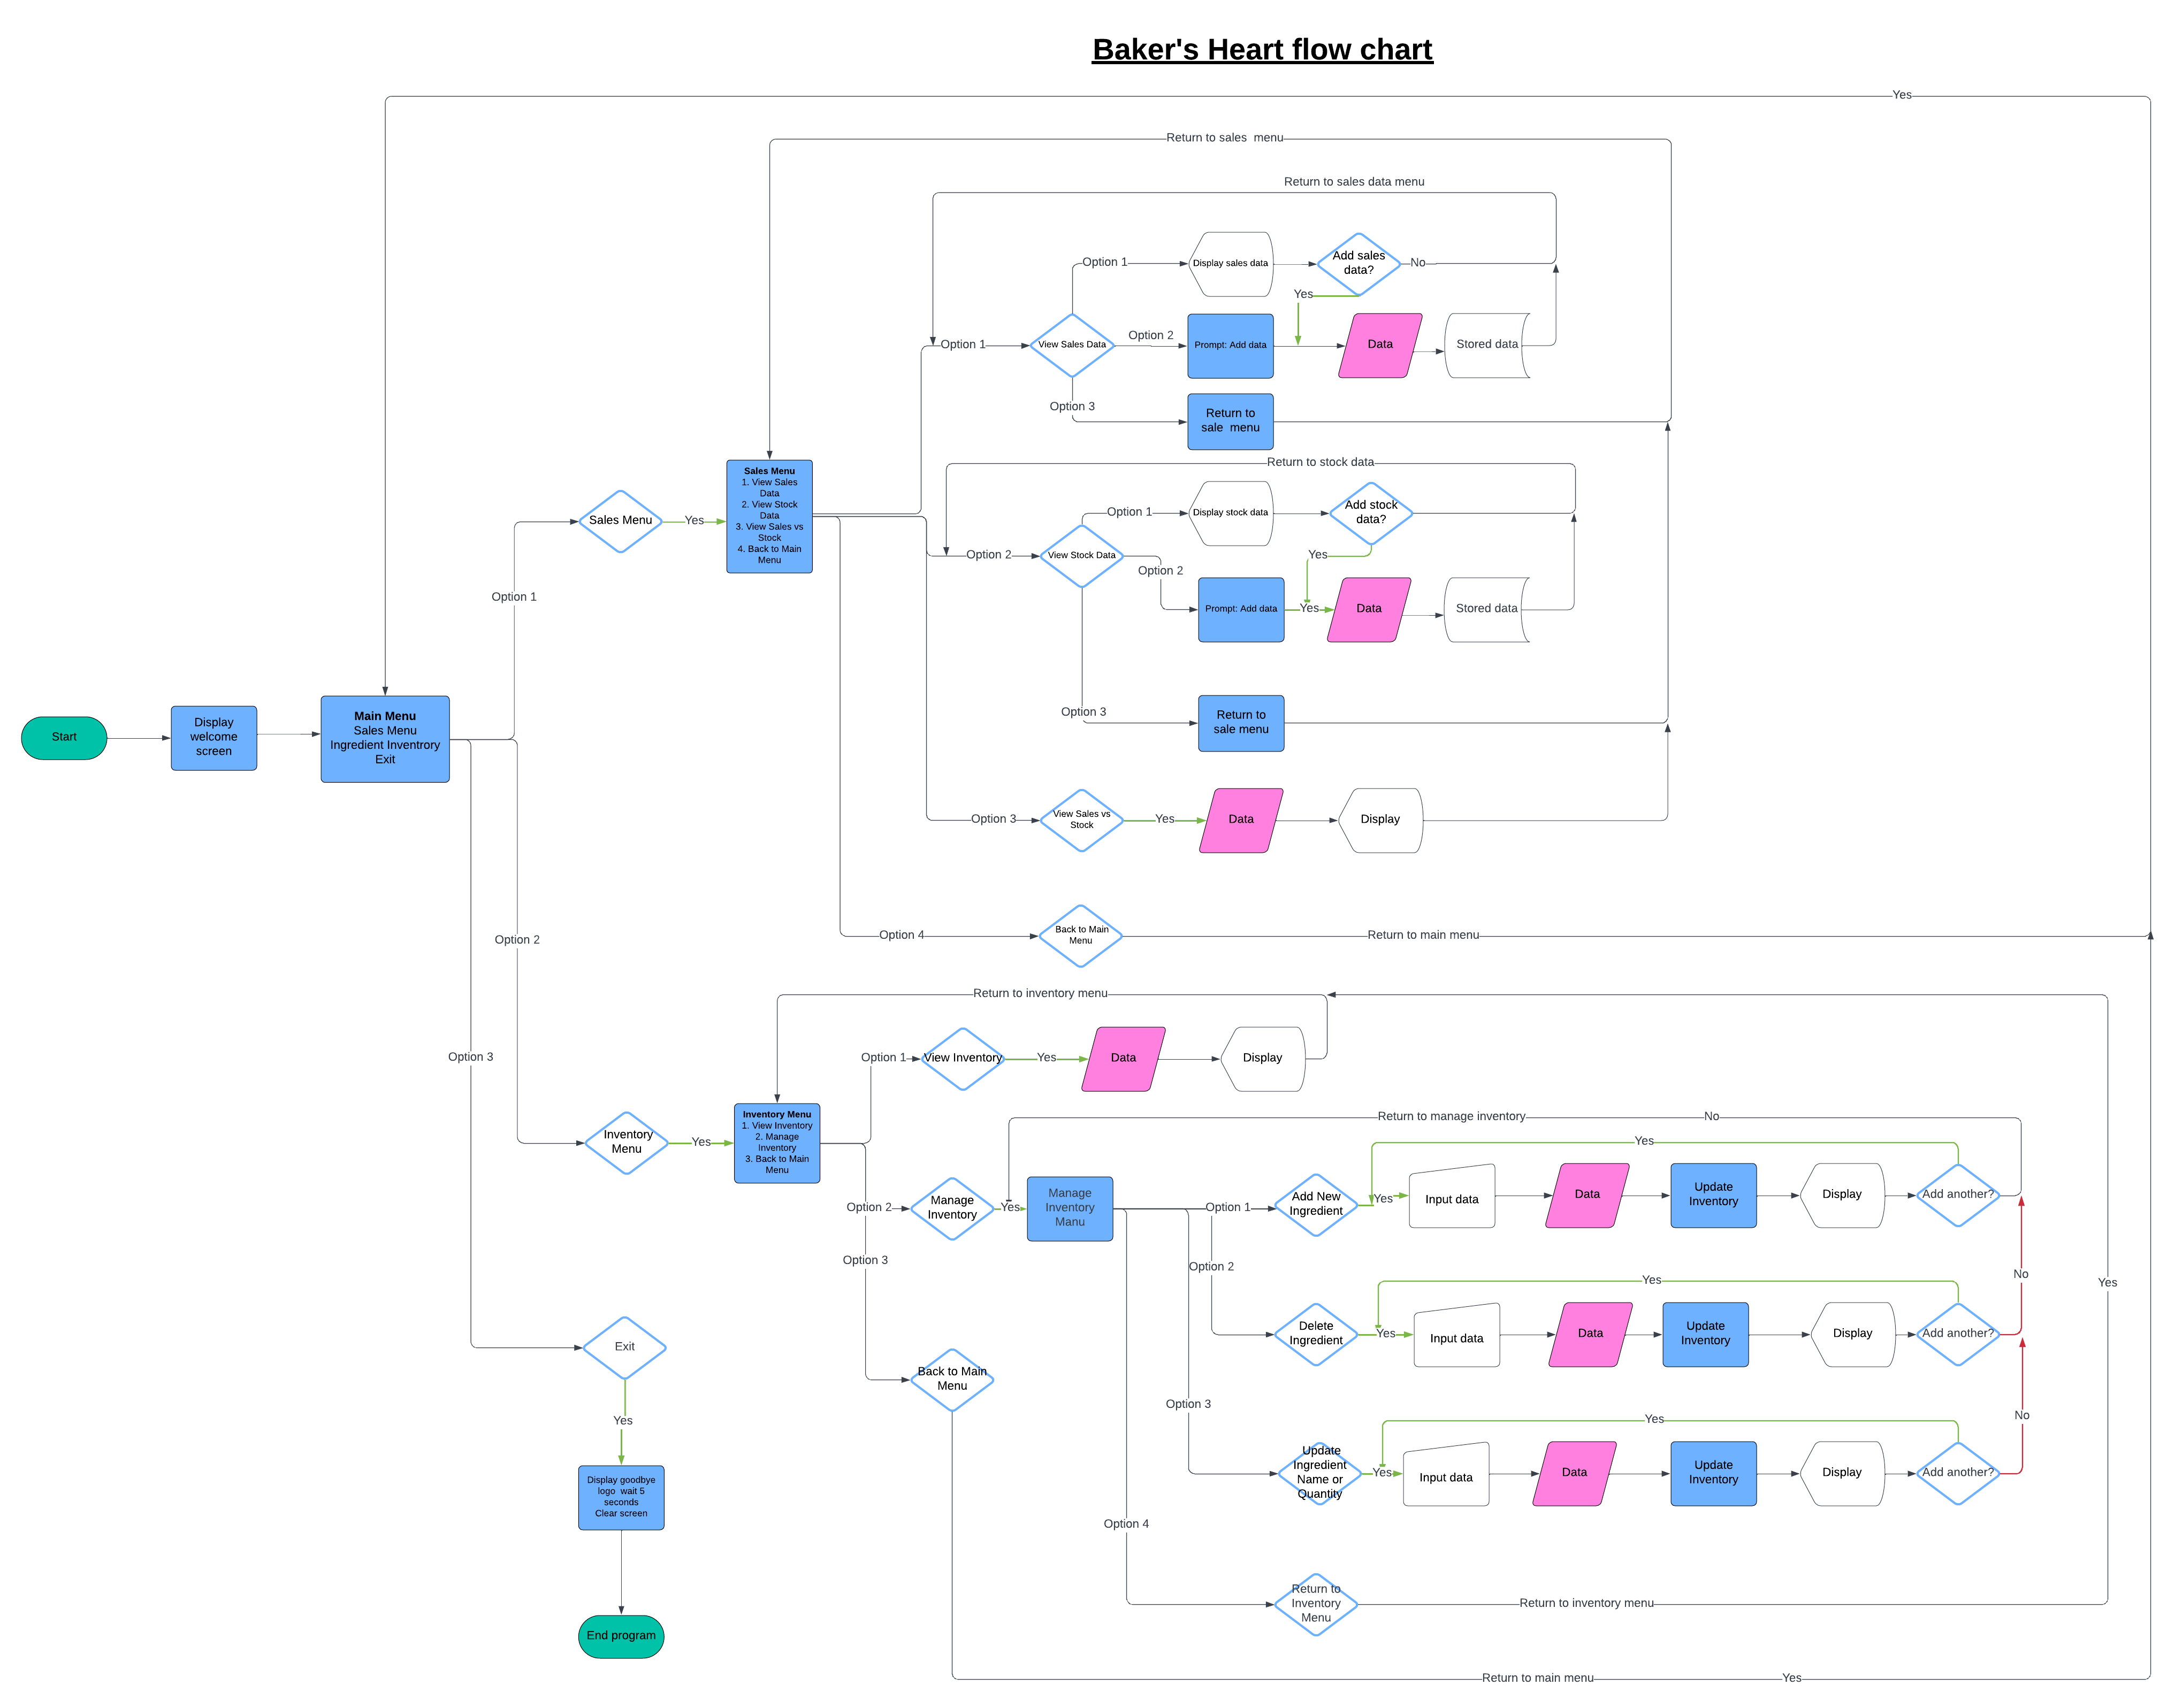 Baker's Heart flow chart
Yes
Return to sales  menu
Return to sales data menu
Option 1
Display sales data
Add sales
data?
No
Yes
Option 1
View Sales Data
Option 2
Prompt: Add data
Data
Stored data
Option 3
Return to
sale  menu
Return to stock data
Sales Menu
Yes
Sales Menu
1. View Sales
Data
2. View Stock
Data
3. View Sales vs
Stock
4. Back to Main
Menu
Option 1
Display stock data
Add stock
data?
Yes
Option 2
View Stock Data
Option 2
Prompt: Add data
Yes
Data
Stored data
Option 1
Option 3
Return to
sale menu
Start
Display
welcome
screen
Main Menu
Sales Menu
Ingredient Inventrory
Exit
Option 3
View Sales vs
Stock
Yes
Data
Display
Option 2
Option 4
Back to Main
Menu
Return to main menu
Return to inventory menu
Option 3
Option 1
View Inventory
Yes
Data
Display
Inventory
Menu
Yes
Inventory Menu
1. View Inventory
2. Manage
Inventory
3. Back to Main
Menu
Return to manage inventory
No
Yes
Option 2
Manage
Inventory
Yes
Manage
Inventory
Manu
Option 1
Add New
Ingredient
Yes
Input data
Data
Update
Inventory
Display
Add another?
Option 3
Option 2
Yes
No
Yes
Delete
Ingredient
Yes
Input data
Data
Update
Inventory
Display
Add another?
Exit
Back to Main
Menu
Option 3
Yes
No
Yes
Update
Ingredient
Name or
Quantity
Yes
Input data
Data
Update
Inventory
Display
Add another?
Display goodbye
logo  wait 5
seconds
Clear screen
Option 4
Return to
Inventory
Menu
Return to inventory menu
End program
Return to main menu
Yes